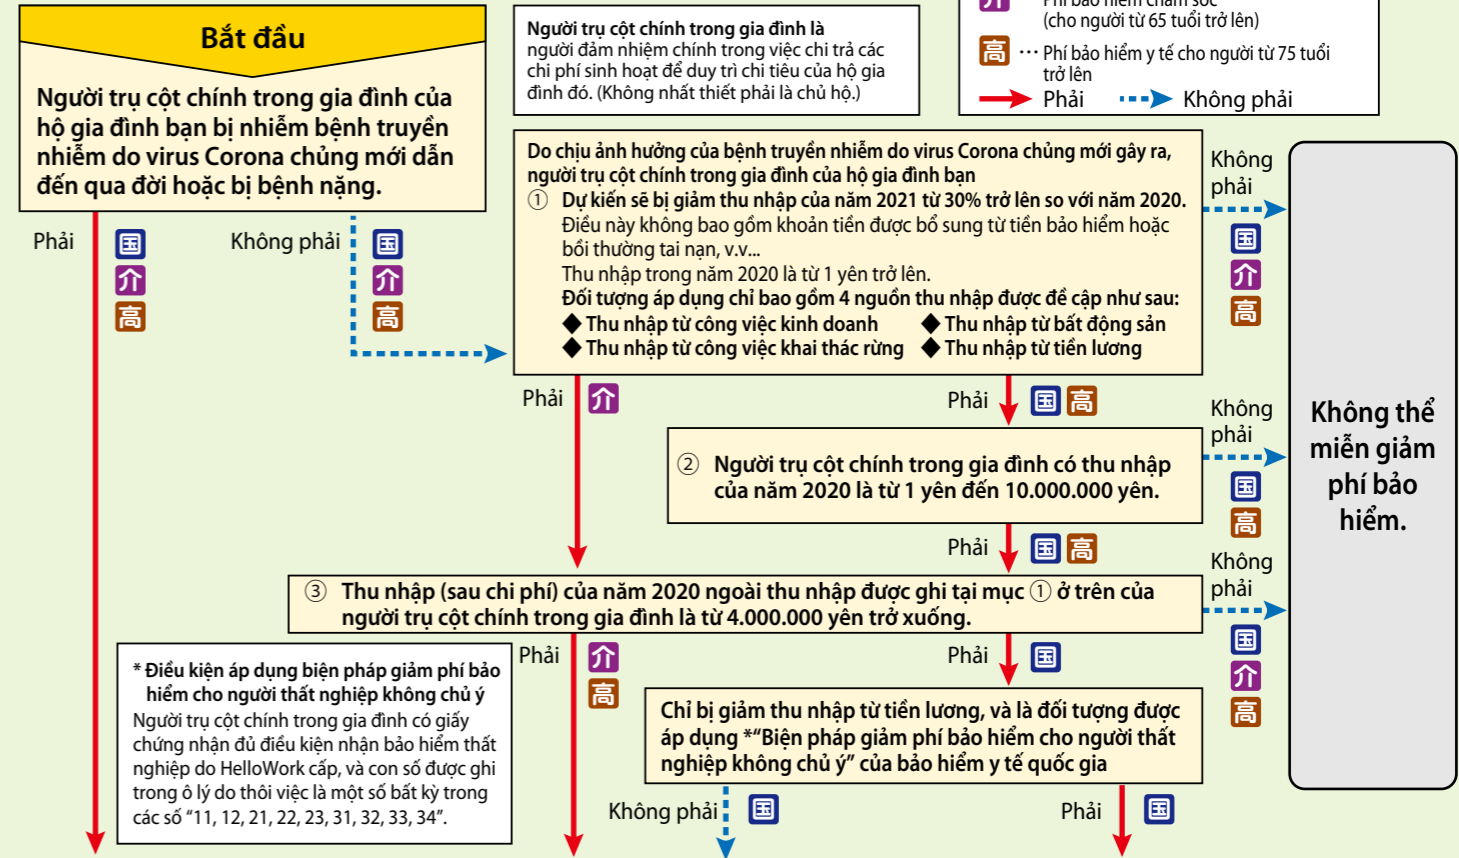 Bắt đầu
Người trụ cột chính trong gia đình của
hộ gia đình bạn bị nhiễm bệnh truyền
nhiễm do virus Corona chủng mới dẫn
đến qua đời hoặc bị bệnh nặng.
Người trụ cột chính trong gia đình là
người đảm nhiệm chính trong việc chi trả các
chi phí sinh hoạt để duy trì chi tiêu của hộ gia
đình đó. (Không nhất thiết phải là chủ hộ.)
介 Phí bảo hiểm chăm sóc
(cho người từ 65 tuổi trở lên)
高 … Phí bảo hiểm y tế cho người từ 75 tuổi
trở lên
Phải Không phải
Phải 国 介 高
Không phải 国 介 高
Do chịu ảnh hưởng của bệnh truyền nhiễm do virus Corona chủng mới gây ra,
người trụ cột chính trong gia đình của hộ gia đình bạn
① Dự kiến sẽ bị giảm thu nhập của năm 2021 từ 30% trở lên so với năm 2020.
Điều này không bao gồm khoản tiền được bổ sung từ tiền bảo hiểm hoặc
bồi thường tai nạn, v.v...
Thu nhập trong năm 2020 là từ 1 yên trở lên.
Đối tượng áp dụng chỉ bao gồm 4 nguồn thu nhập được đề cập như sau:
◆ Thu nhập từ công việc kinh doanh ◆ Thu nhập từ bất động sản
◆ Thu nhập từ công việc khai thác rừng ◆ Thu nhập từ tiền lương
Không
phải
国
介
高
Phải 介
Phải 国 高
② Người trụ cột chính trong gia đình có thu nhập
của năm 2020 là từ 1 yên đến 10.000.000 yên.
Không
phải
国
高
Không thể
miễn giảm
phí bảo
hiểm.
Phải 国 高
③ Thu nhập (sau chi phí) của năm 2020 ngoài thu nhập được ghi tại mục ① ở trên của
người trụ cột chính trong gia đình là từ 4.000.000 yên trở xuống.
Không
phải
国
介
高
Phải 介 高
Phải 国
* Điều kiện áp dụng biện pháp giảm phí bảo
hiểm cho người thất nghiệp không chủ ý
Người trụ cột chính trong gia đình có giấy
chứng nhận đủ điều kiện nhận bảo hiểm thất
nghiệp do HelloWork cấp, và con số được ghi
trong ô lý do thôi việc là một số bất kỳ trong
các số “11, 12, 21, 22, 23, 31, 32, 33, 34”.
Chỉ bị giảm thu nhập từ tiền lương, và là đối tượng được
áp dụng *“Biện pháp giảm phí bảo hiểm cho người thất
nghiệp không chủ ý” của bảo hiểm y tế quốc gia
Không phải 国
Phải 国